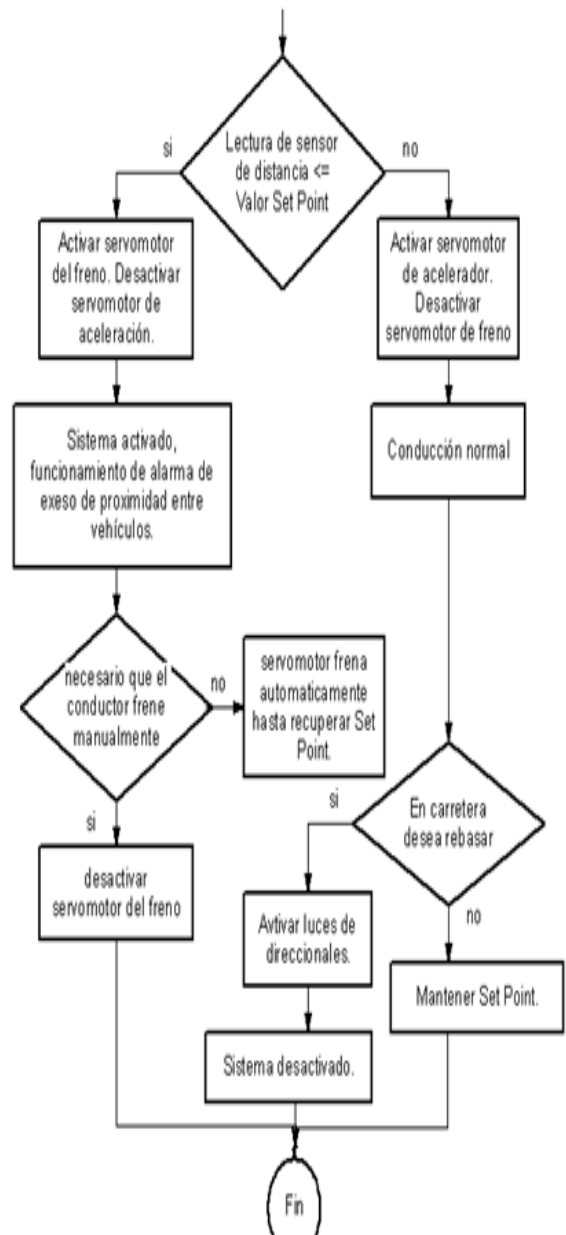 si
Lectura de sensor
de distancia <=
Valor Set Point
no
Activar servomotor
del freno. Desactivar
servomotor de
aceleración.
Activar servomotor
de acelerador.
Desactivar
servomotor de freno
Sistema activado,
funcionamiento de alarma de
exeso de proximidad entre
vehículos.
Conducción normal
necesario que el
conductor frene
manualmente
no
servomotor frena
automaticamente
hasta recuperar Set
Point.
si
si
En carretera
desea rebasar
desactivar
servomotor del freno
Avtivar luces de
direccionales.
no
Mantener Set Point.
Sistema desactivado.
Fin